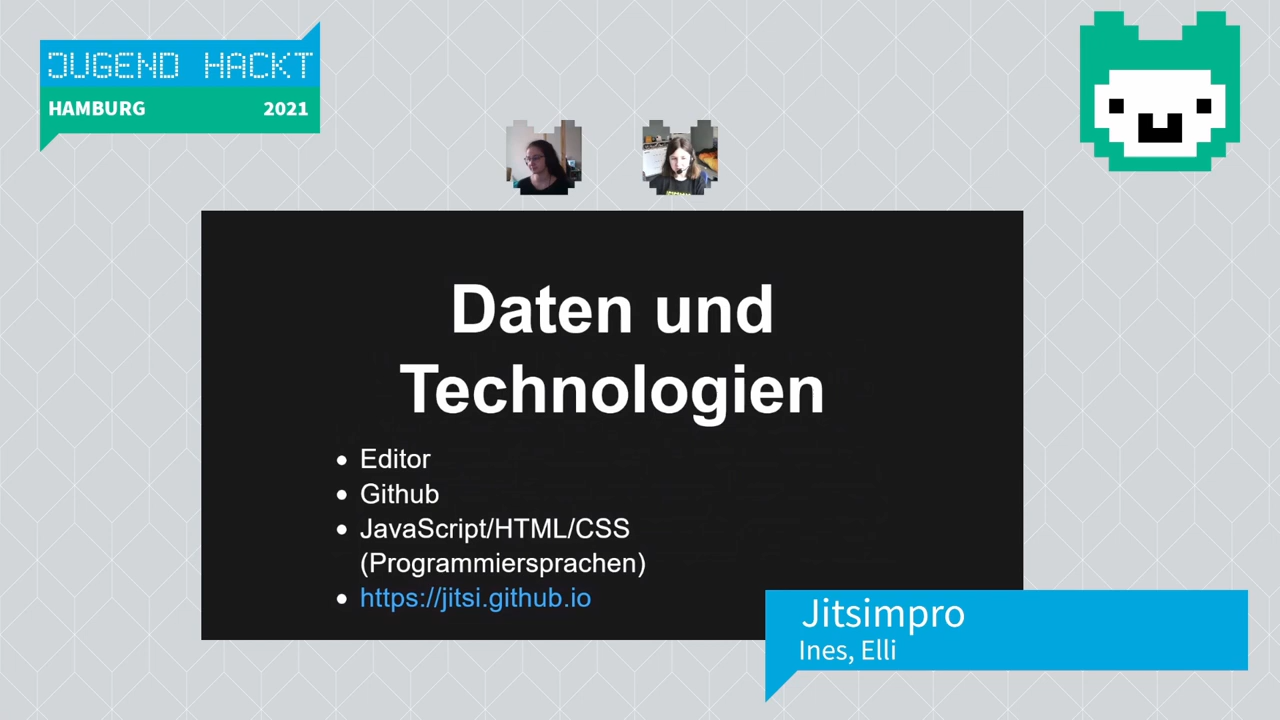 JUGEND HACKT
HAMBURG 2021
Daten und
Technologien
Editor
Github
JavaScript/HTML/CSS
(Programmiersprachen)
https://jitsi.github.io
Jitsimpro
Ines, Elli